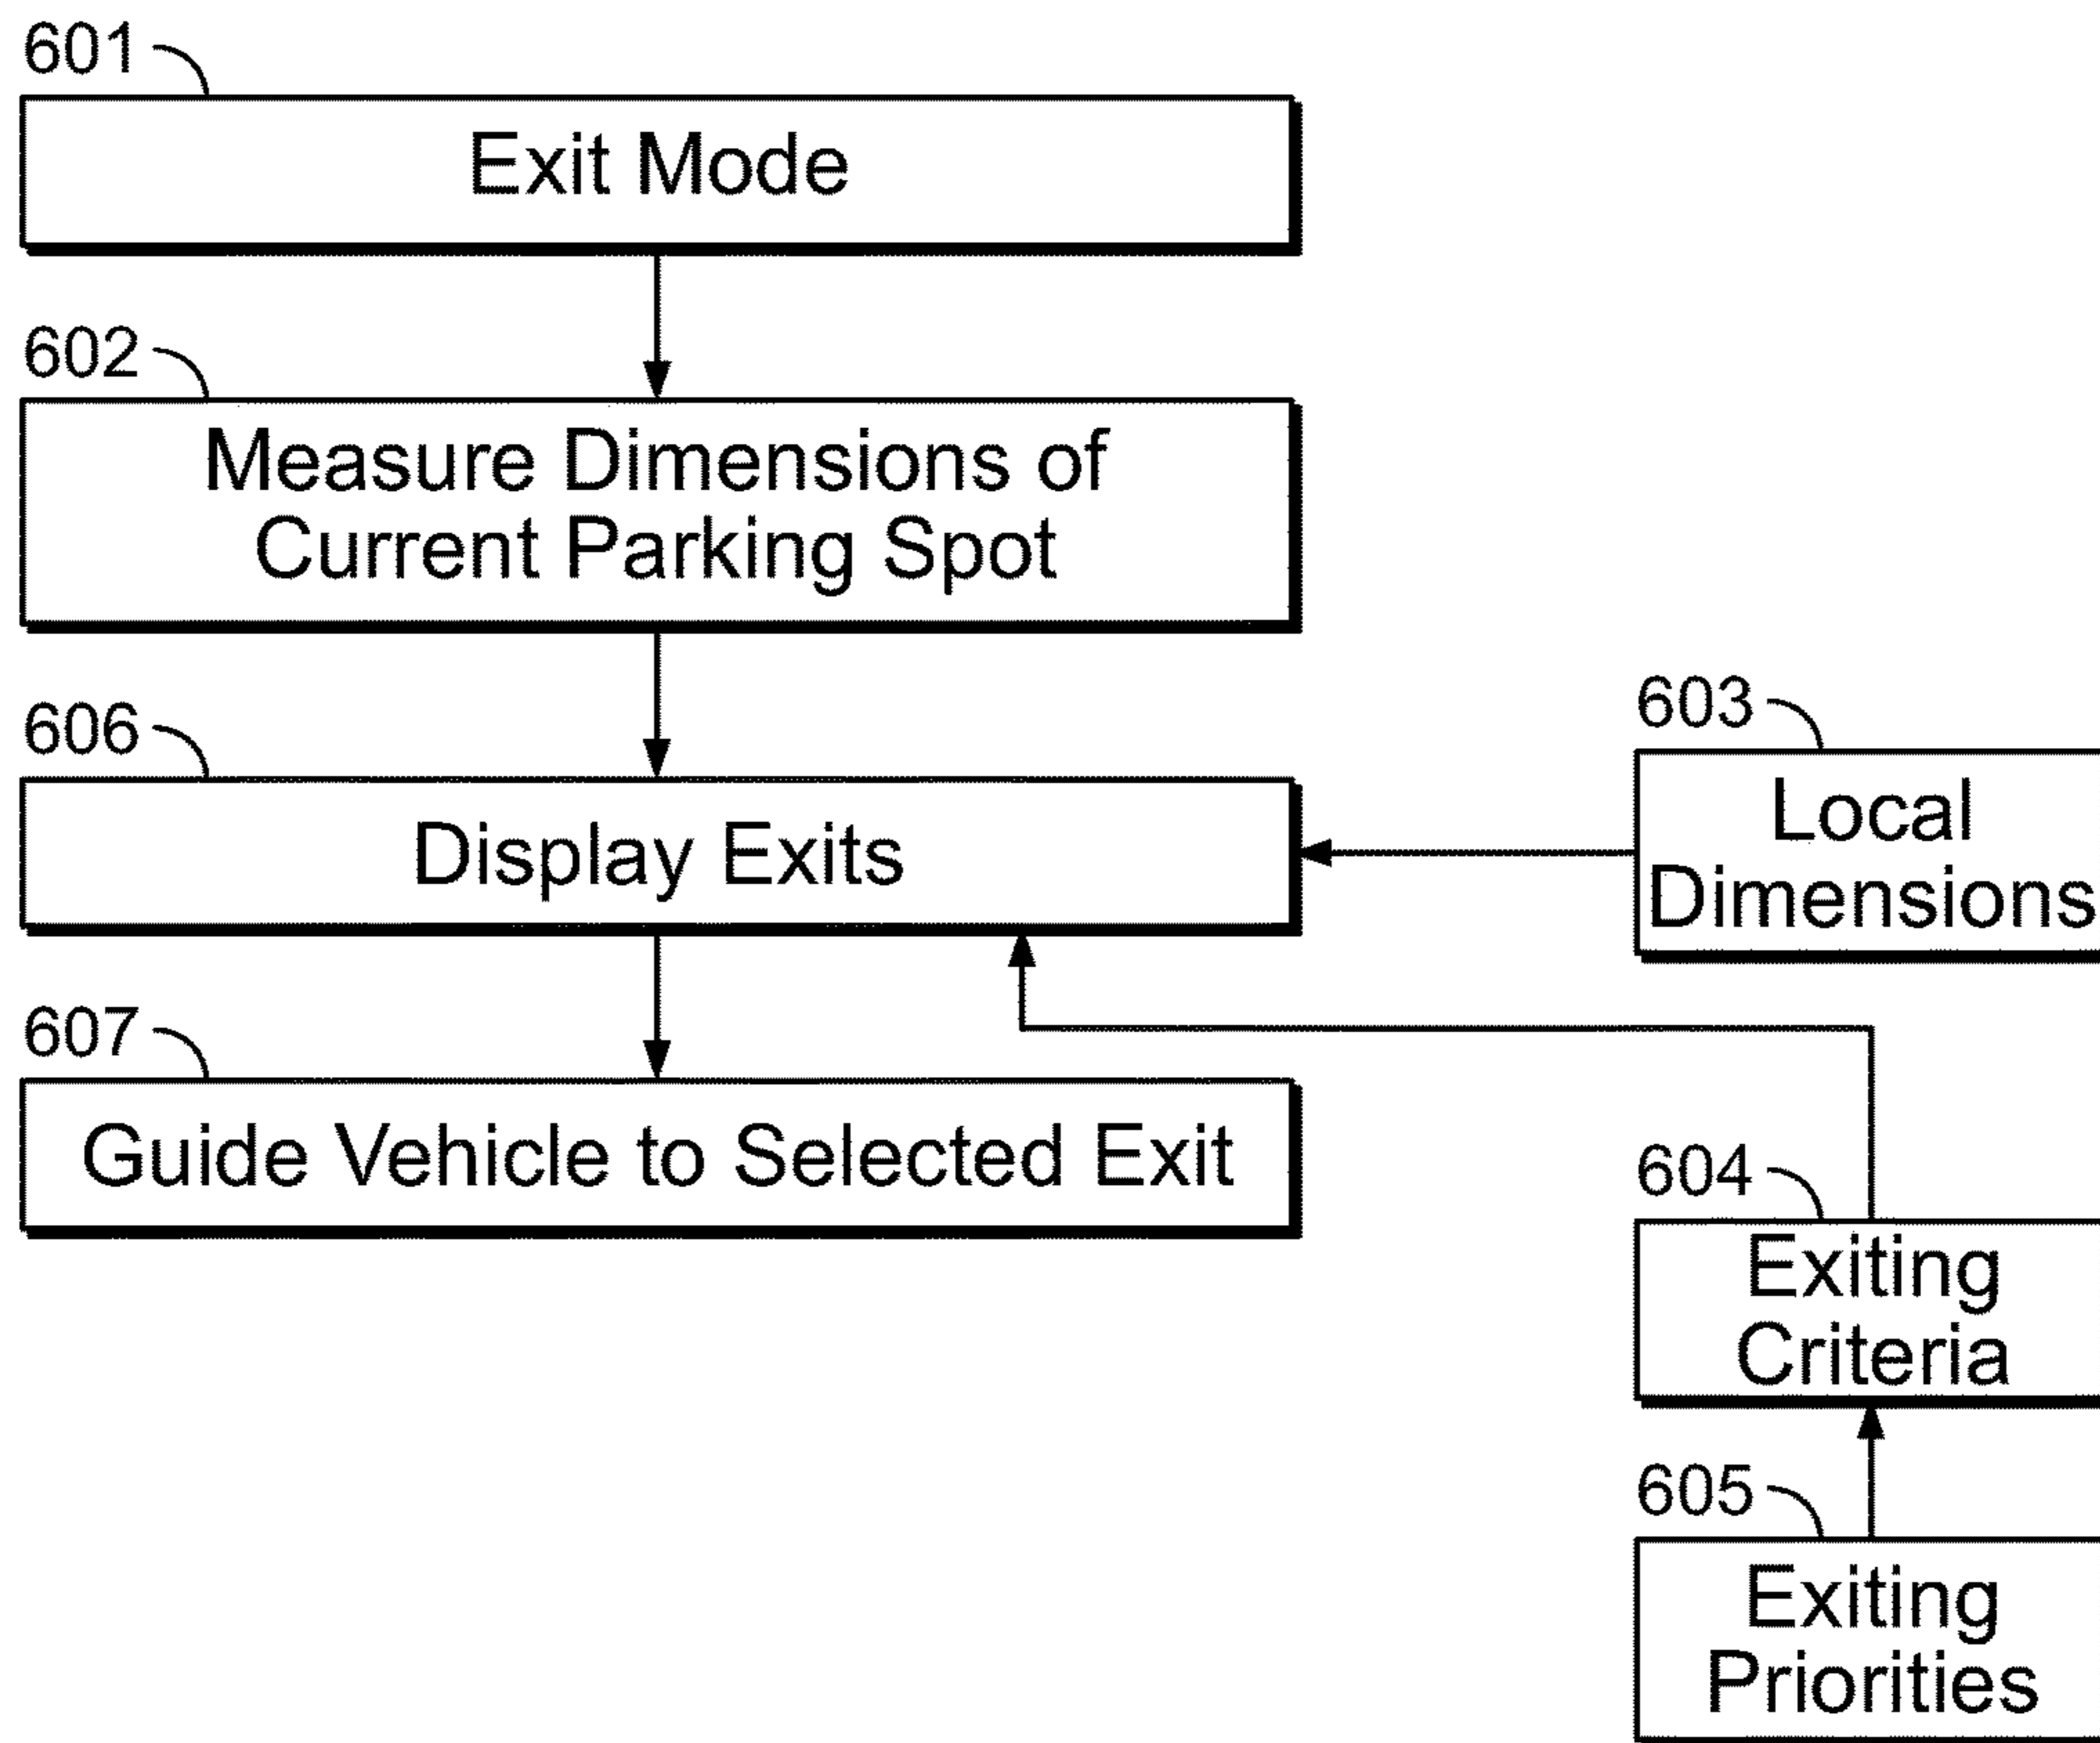 601
Exit Mode
602
Measure Dimensions of
Current Parking Spot
606
Display Exits
603
Local
Dimensions
607
Guide Vehicle to Selected Exit
604
Exiting
Criteria
605
Exiting
Priorities